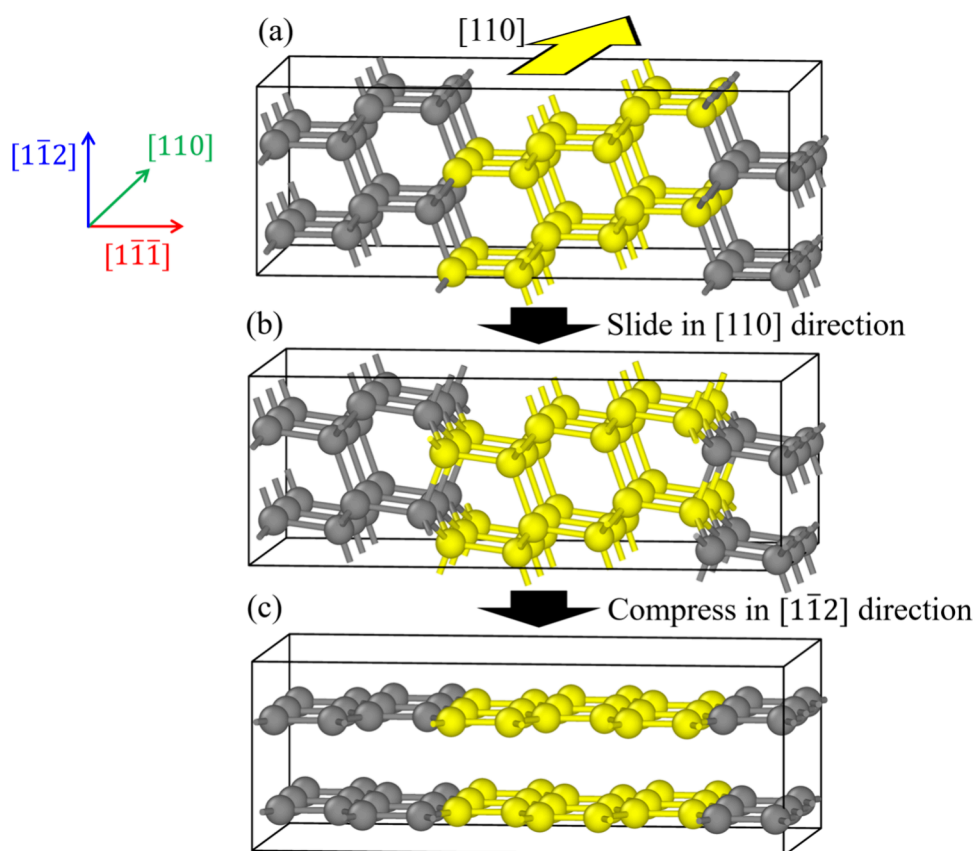 (a)
[110]
[11̅2]
[110]
[11̅1̅]
(b)
Slide in [110] direction
(c)
Compress in [11̅2] direction